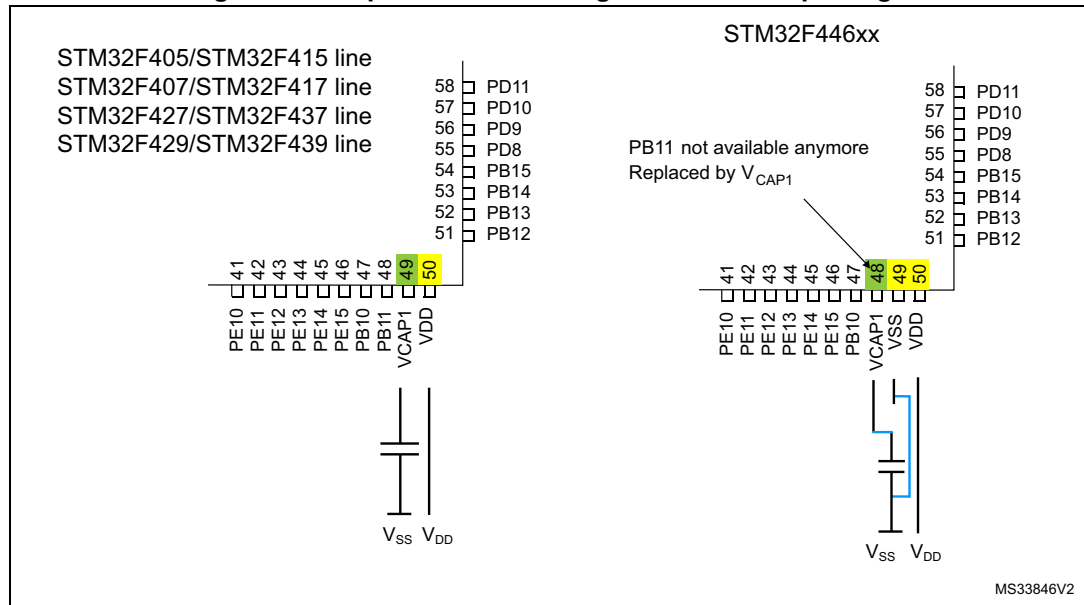 STM32F405/STM32F415 line
STM32F407/STM32F417 line
STM32F427/STM32F437 line
STM32F429/STM32F439 line
58 PD11
57 PD10
56 PD9
55 PD8
54 PB15
53 PB14
52 PB13
51 PB12
41 42 43 44 45 46 47 48 49 50
PE10 PE11 PE12 PE13 PE14 PE15 PB10 PB11 VCAP1 VDD
VSS VDD
STM32F446xx
PB11 not available anymore
Replaced by VCAP1
58 PD11
57 PD10
56 PD9
55 PD8
54 PB15
53 PB14
52 PB13
51 PB12
41 42 43 44 45 46 47 48 49 50
PE10 PE11 PE12 PE13 PE14 PE15 PB10 VCAP1 VSS VDD
VSS VDD
MS33846V2